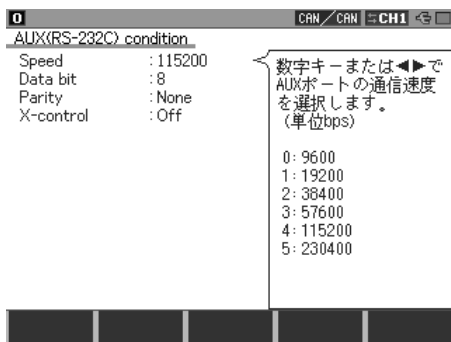 0
CAN/CAN ⇆CH1
AUX(RS-232C) condition
Speed :115200
Data bit :8
Parity :None
X-control :Off
数字キーまたは◀▶で
AUXポートの通信速度
を選択します。
(単位bps)
0: 9600
1: 19200
2: 38400
3: 57600
4: 115200
5: 230400